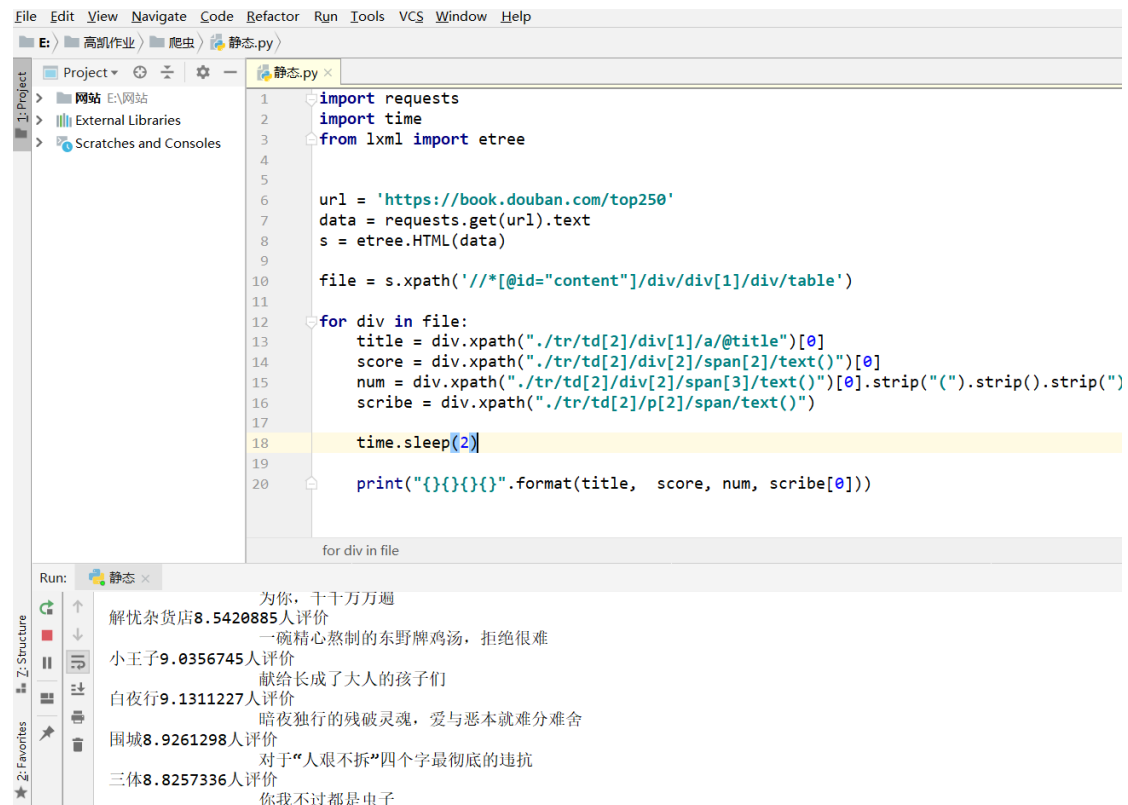 File Edit View Navigate Code Refactor Run Tools VCS Window Help
E: 高凯作业 爬虫 静态.py
1: Project
Project
静态.py
网站 E:\网站
External Libraries
Scratches and Consoles
1 import requests
2 import time
3 from lxml import etree
4
5
6 url = 'https://book.douban.com/top250'
7 data = requests.get(url).text
8 s = etree.HTML(data)
9
10 file = s.xpath('//*[@id="content"]/div/div[1]/div/table')
11
12 for div in file:
13 title = div.xpath("./tr/td[2]/div[1]/a/@title")[0]
14 score = div.xpath("./tr/td[2]/div[2]/span[2]/text()")[0]
15 num = div.xpath("./tr/td[2]/div[2]/span[3]/text()")[0].strip("(").strip().strip(")
16 scribe = div.xpath("./tr/td[2]/p[2]/span/text()")
17
18 time.sleep(2)
19
20 print("{}{}{}{}".format(title, score, num, scribe[0]))
for div in file
Run: 静态
为你，千千万万遍
解忧杂货店8.5420885人评价
一碗精心熬制的东野牌鸡汤，拒绝很难
小王子9.0356745人评价
献给长成了大人的孩子们
白夜行9.1311227人评价
暗夜独行的残破灵魂，爱与恶本就难分难舍
围城8.9261298人评价
对于“人艰不拆”四个字最彻底的违抗
三体8.8257336人评价
你我不过都是虫子
Z: Structure
2: Favorites